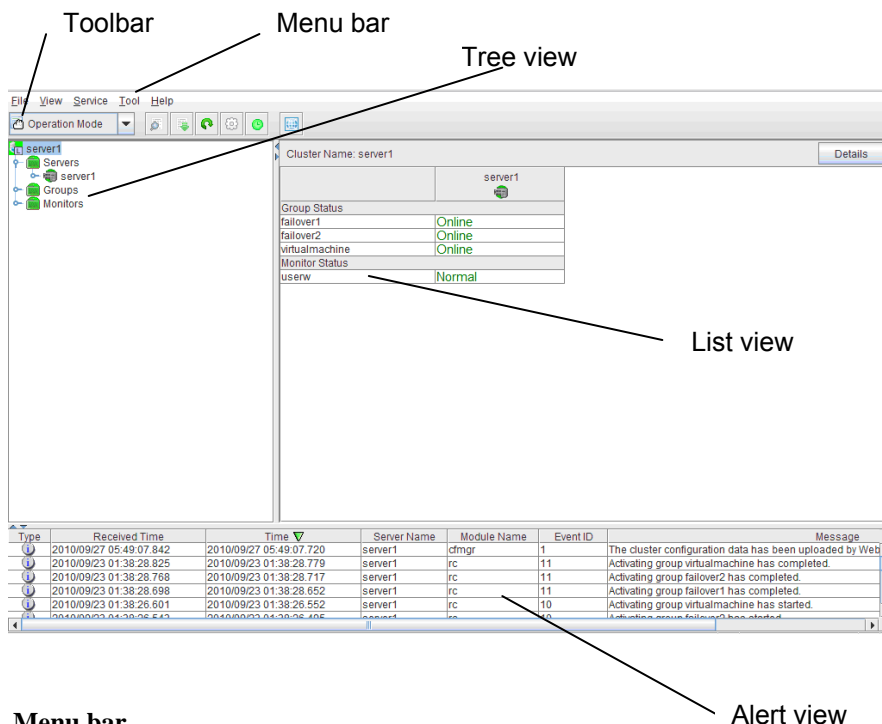 Toolbar
Menu bar
Tree view
File View Service Tool Help
Operation Mode
server1
Servers
server1
Groups
Monitors
Cluster Name: server1
Details
server1
Group Status
failover1 Online
failover2 Online
virtualmachine Online
Monitor Status
userw Normal
List view
Type Received Time Time Server Name Module Name Event ID Message
2010/09/27 05:49:07.842 2010/09/27 05:49:07.720 server1 cfmgr 1 The cluster configuration data has been uploaded by Web
2010/09/23 01:38:28.825 2010/09/23 01:38:28.779 server1 rc 11 Activating group virtualmachine has completed.
2010/09/23 01:38:28.768 2010/09/23 01:38:28.717 server1 rc 11 Activating group failover2 has completed.
2010/09/23 01:38:28.698 2010/09/23 01:38:28.652 server1 rc 11 Activating group failover1 has completed.
2010/09/23 01:38:26.601 2010/09/23 01:38:26.552 server1 rc 10 Activating group virtualmachine has started.
Alert view
Menu bar